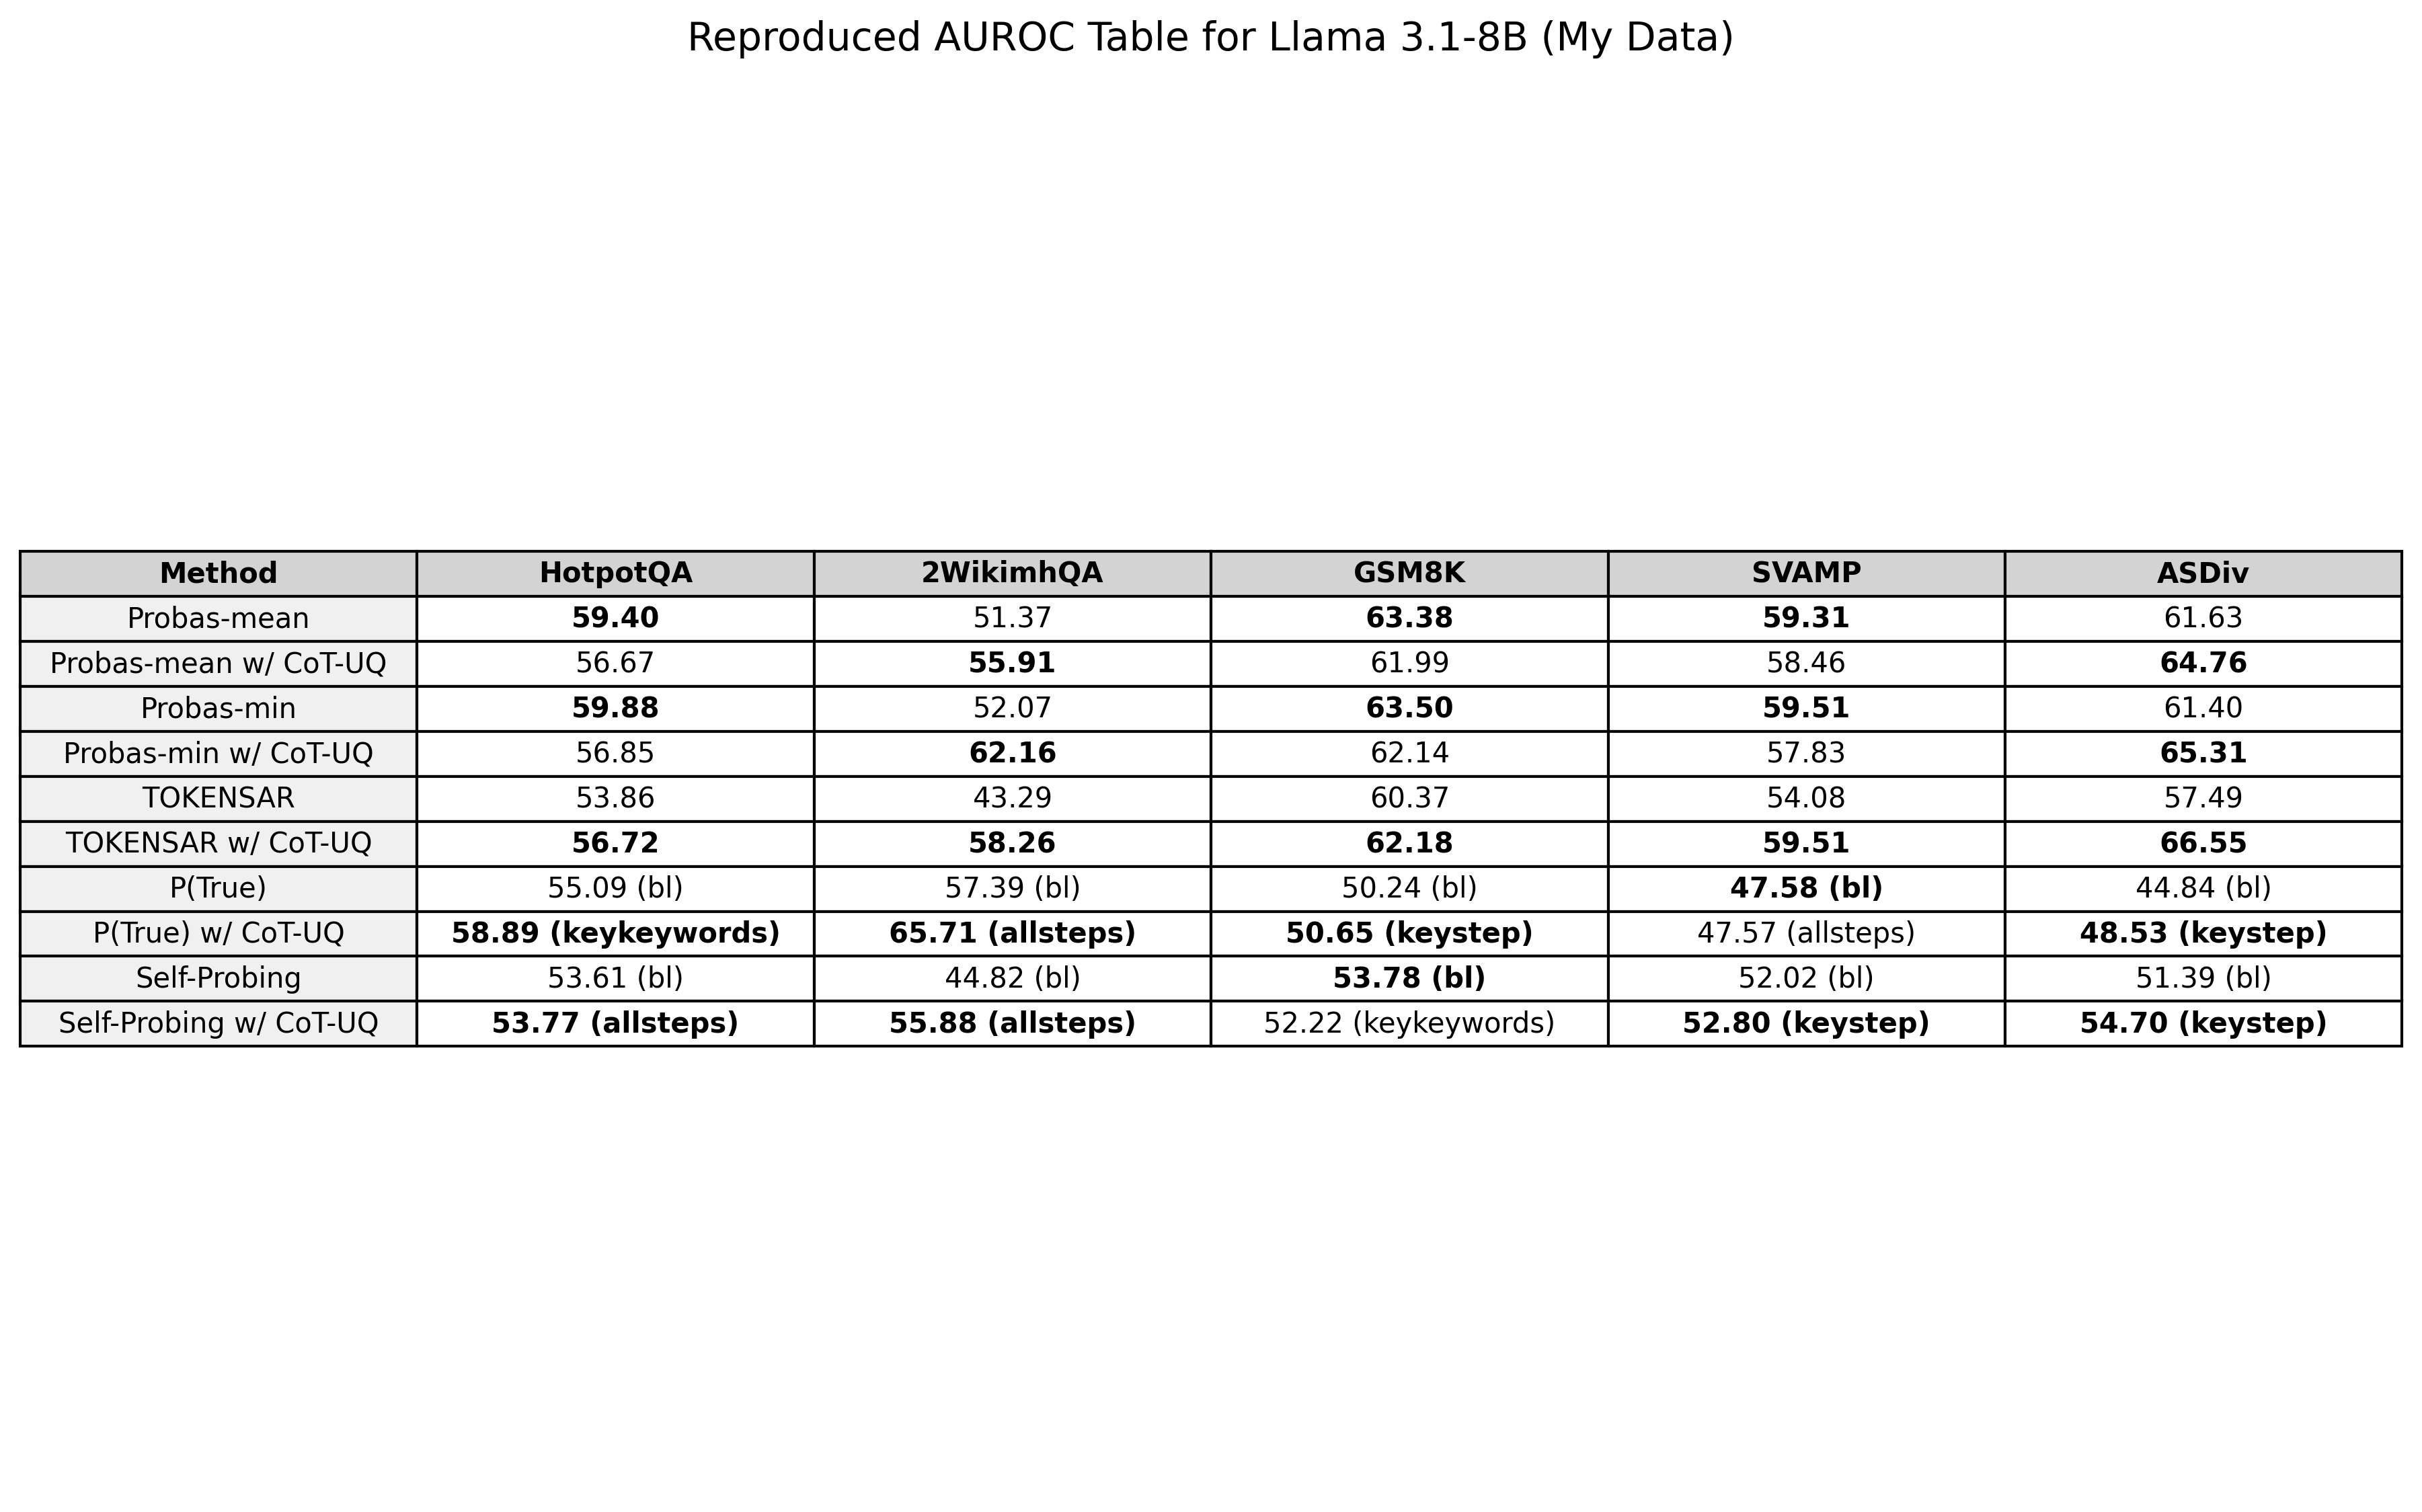 Reproduced AUROC Table for Llama 3.1-8B (My Data)
Method HotpotQA 2WikimhQA GSM8K SVAMP ASDiv
Probas-mean 59.40 51.37 63.38 59.31 61.63
Probas-mean w/ CoT-UQ 56.67 55.91 61.99 58.46 64.76
Probas-min 59.88 52.07 63.50 59.51 61.40
Probas-min w/ CoT-UQ 56.85 62.16 62.14 57.83 65.31
TOKENSAR 53.86 43.29 60.37 54.08 57.49
TOKENSAR w/ CoT-UQ 56.72 58.26 62.18 59.51 66.55
P(True) 55.09 (bl) 57.39 (bl) 50.24 (bl) 47.58 (bl) 44.84 (bl)
P(True) w/ CoT-UQ 58.89 (keykeywords) 65.71 (allsteps) 50.65 (keystep) 47.57 (allsteps) 48.53 (keystep)
Self-Probing 53.61 (bl) 44.82 (bl) 53.78 (bl) 52.02 (bl) 51.39 (bl)
Self-Probing w/ CoT-UQ 53.77 (allsteps) 55.88 (allsteps) 52.22 (keykeywords) 52.80 (keystep) 54.70 (keystep)